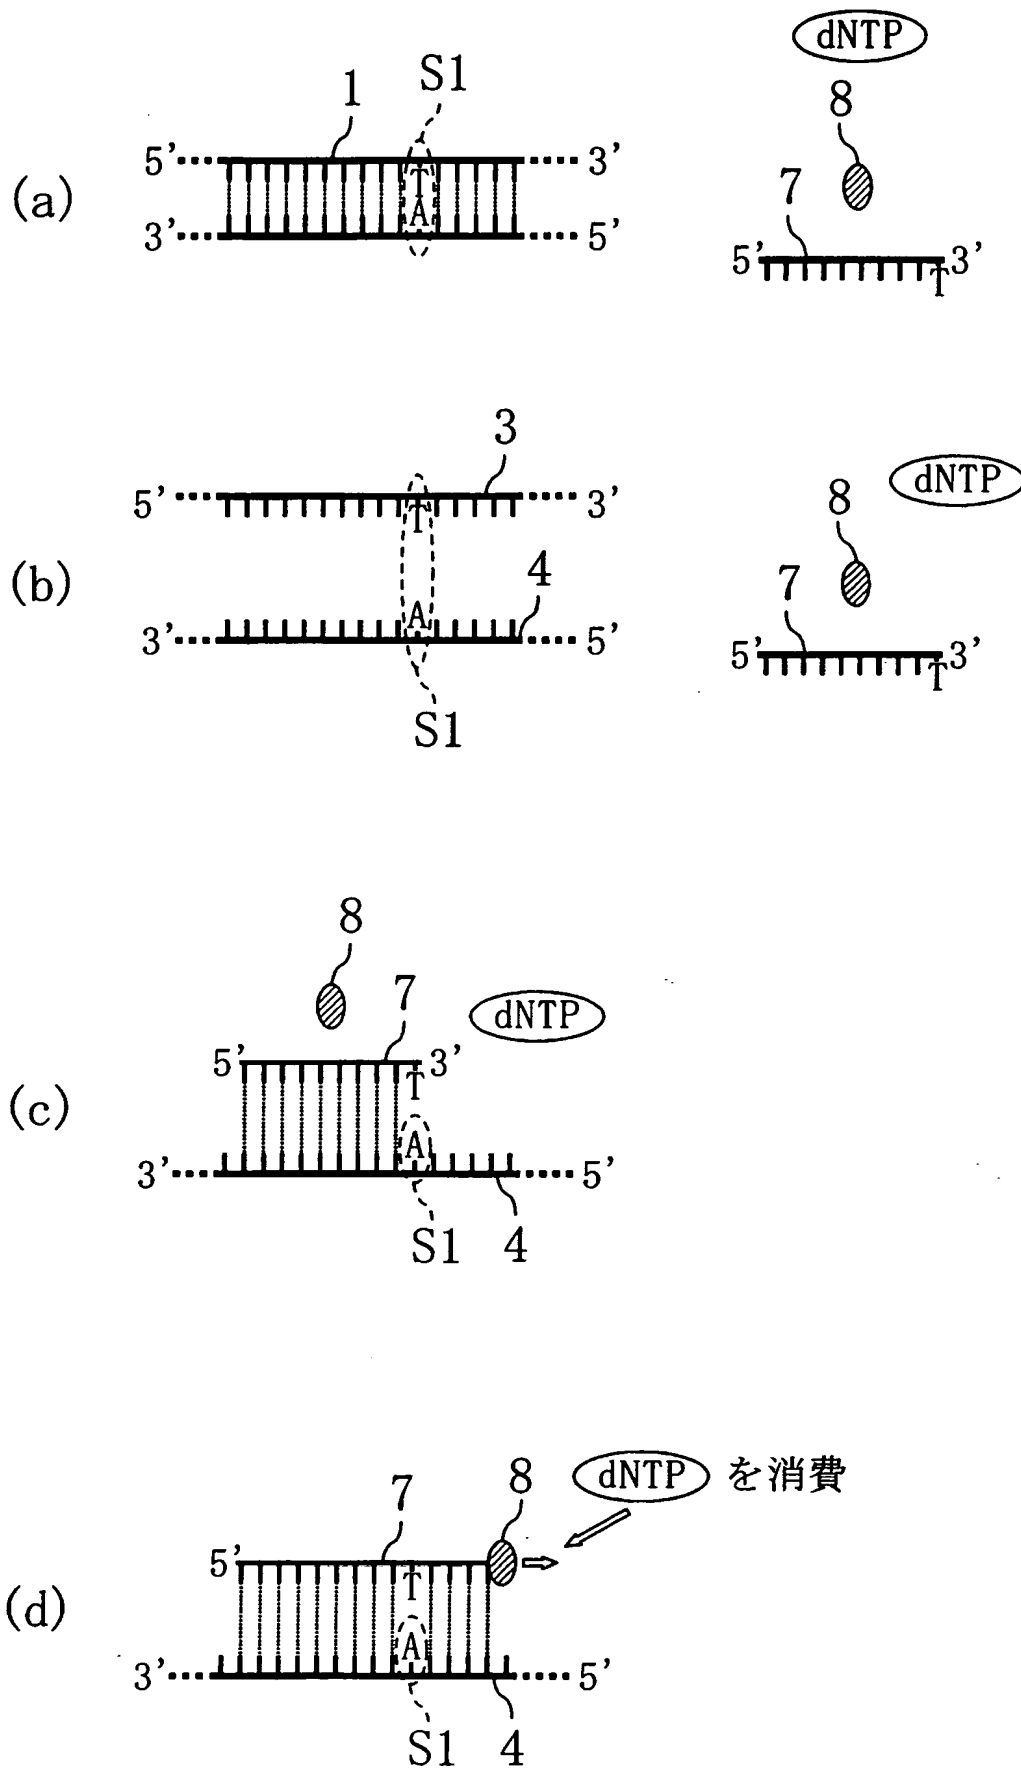 dNTP
S1
1
8
5' 3'
7
T
A
(a)
3' 5'
5' 3'
T
3
dNTP
8
5' 3'
T
(b)
4
7
A
3' 5'
5' 3'
T
S1
8
7
dNTP
5' 3'
T
(c)
A
3' 5'
S1
4
dNTP を消費
8
7
5'
T
(d)
A
3' 5'
S1
4